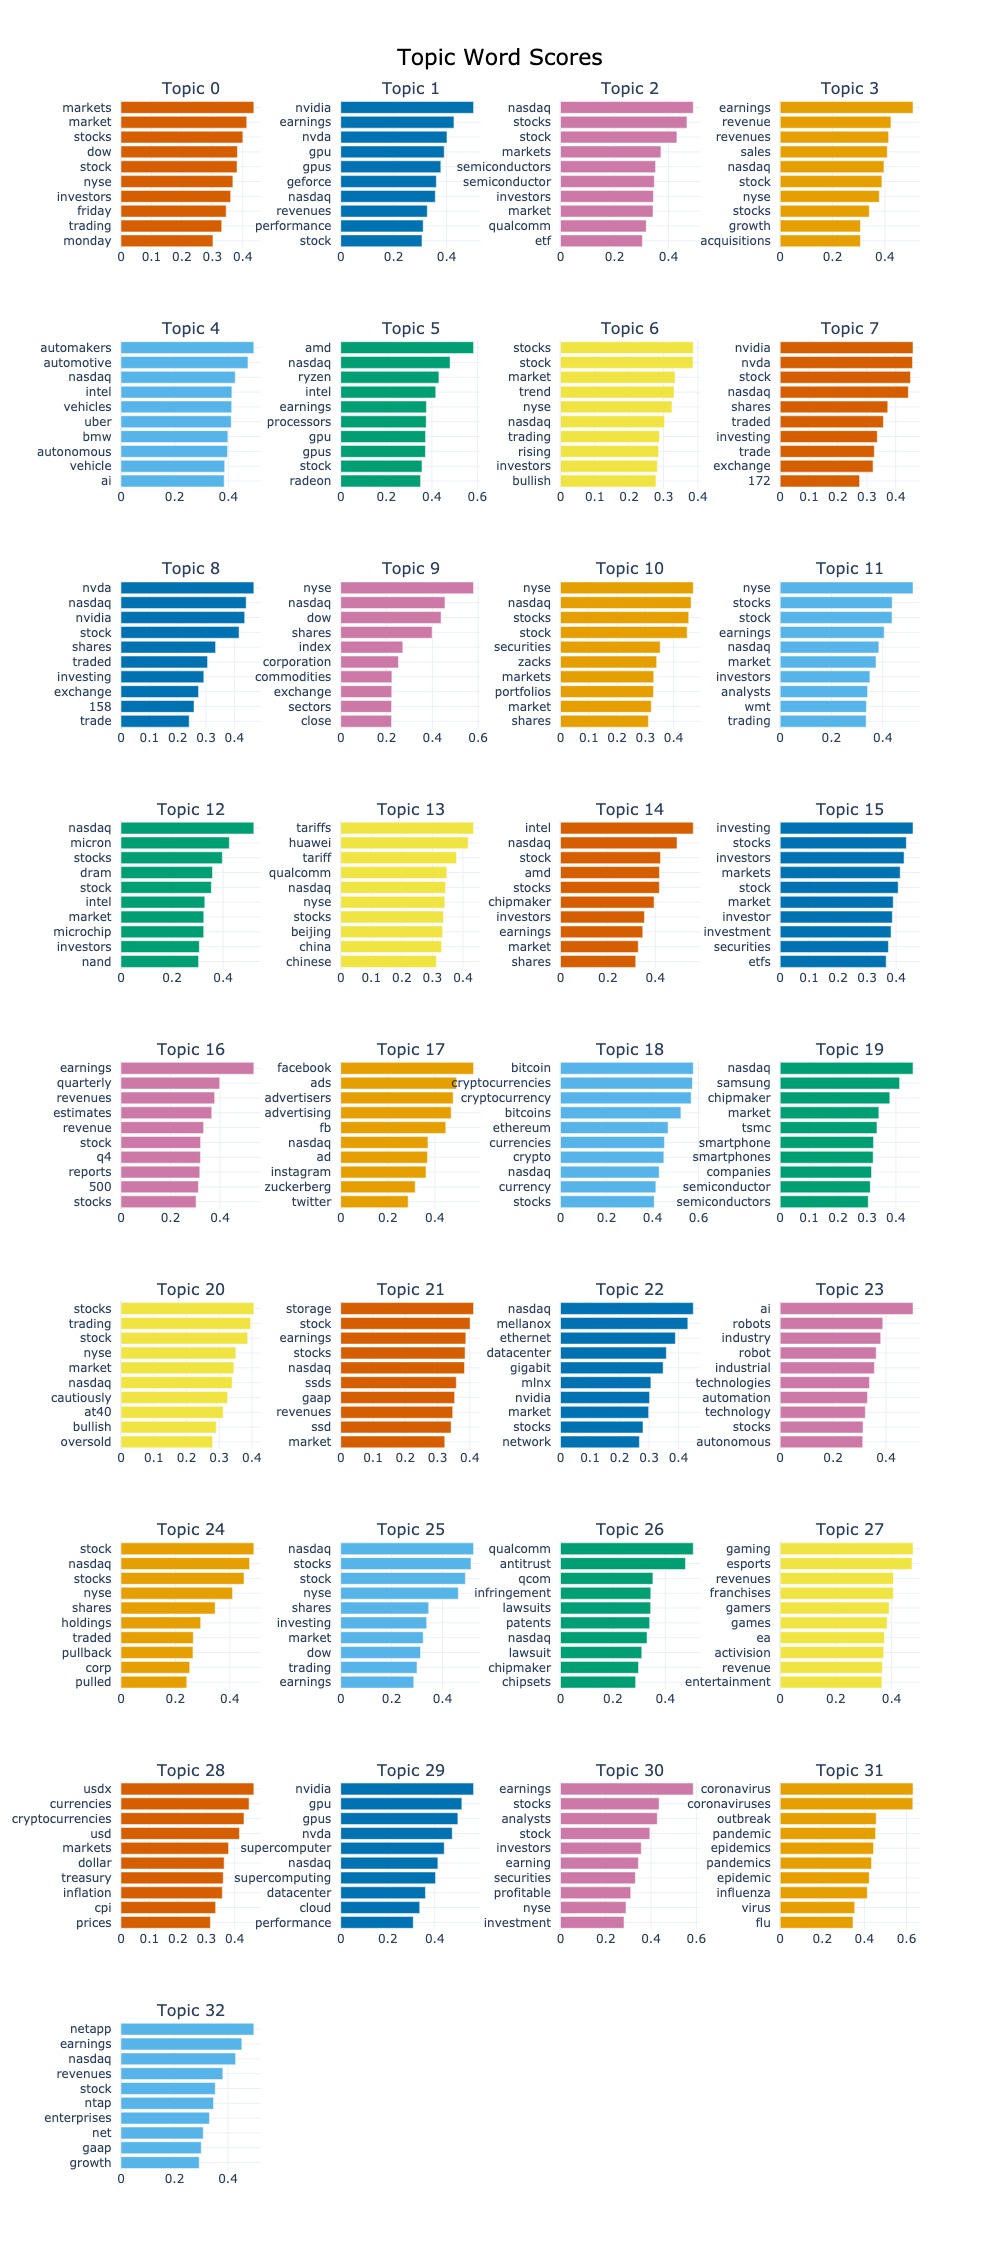 Topic Word Scores
Topic 0
markets
market
stocks
dow
stock
nyse
investors
friday
trading
monday
0 0.1 0.2 0.3 0.4
Topic 1
nvidia
earnings
nvda
gpu
gpus
geforce
nasdaq
revenues
performance
stock
0 0.2 0.4
Topic 2
nasdaq
stocks
stock
markets
semiconductors
semiconductor
investors
market
qualcomm
etf
0.2 0.4
Topic 3
earnings
revenue
revenues
sales
nasdaq
stock
nyse
stocks
growth
acquisitions
0 0.2 0.4
Topic 4
automakers
automotive
nasdaq
intel
vehicles
uber
bmw
autonomous
vehicle
ai
0 0.2 0.4
Topic 5
amd
nasdaq
ryzen
intel
earnings
processors
gpu
gpus
stock
radeon
0 0.2 0.4 0.6
Topic 6
stocks
stock
market
trend
nyse
nasdaq
trading
rising
investors
bullish
0 0.1 0.2 0.3 0.4
Topic 7
nvidia
nvda
stock
nasdaq
shares
traded
investing
trade
exchange
172
0 0.1 0.2 0.3 0.4
Topic 8
nvda
nasdaq
nvidia
stock
shares
traded
investing
exchange
158
trade
0 0.1 0.2 0.3 0.4
Topic 9
nyse
nasdaq
dow
shares
index
corporation
commodities
exchange
sectors
close
0 0.2 0.4 0.6
Topic 10
nyse
nasdaq
stocks
stock
securities
zacks
markets
portfolios
market
shares
0 0.1 0.2 0.3 0.4
Topic 11
nyse
stocks
stock
earnings
nasdaq
market
investors
analysts
wmt
trading
0 0.2 0.4
Topic 12
nasdaq
micron
stocks
dram
stock
intel
market
microchip
investors
nand
0 0.2 0.4
Topic 13
tariffs
huawei
tariff
qualcomm
nasdaq
nyse
stocks
beijing
china
chinese
0 0.1 0.2 0.3 0.4
Topic 14
intel
nasdaq
stock
amd
stocks
chipmaker
investors
earnings
market
shares
0 0.2 0.4
Topic 15
investing
stocks
investors
markets
stock
market
investor
investment
securities
etfs
0 0.1 0.2 0.3 0.4
Topic 16
earnings
quarterly
revenues
estimates
revenue
stock
q4
reports
500
stocks
0 0.2 0.4
Topic 17
facebook
ads
advertisers
advertising
fb
nasdaq
ad
instagram
zuckerberg
twitter
0 0.2 0.4
Topic 18
bitcoin
cryptocurrencies
cryptocurrency
bitcoins
ethereum
currencies
crypto
nasdaq
currency
stocks
0 0.2 0.4 0.6
Topic 19
nasdaq
samsung
chipmaker
market
tsmc
smartphone
smartphones
companies
semiconductor
semiconductors
0 0.1 0.2 0.3 0.4
Topic 20
stocks
trading
stock
nyse
market
nasdaq
cautiously
at40
bullish
oversold
0 0.1 0.2 0.3 0.4
Topic 21
storage
stock
earnings
stocks
nasdaq
ssds
gaap
revenues
ssd
market
0 0.1 0.2 0.3 0.4
Topic 22
nasdaq
mellanox
ethernet
datacenter
gigabit
mlnx
nvidia
market
stocks
network
0 0.1 0.2 0.3 0.4
Topic 23
ai
robots
industry
robot
industrial
technologies
automation
technology
stocks
autonomous
0 0.2 0.4
Topic 24
stock
nasdaq
stocks
nyse
shares
holdings
traded
pullback
corp
pulled
0 0.2 0.4
Topic 25
nasdaq
stocks
stock
nyse
shares
investing
market
dow
trading
earnings
0 0.2 0.4
Topic 26
qualcomm
antitrust
qcom
infringement
lawsuits
patents
nasdaq
lawsuit
chipmaker
chipsets
0 0.2 0.4
Topic 27
gaming
esports
revenues
franchises
gamers
games
ea
activision
revenue
entertainment
0 0.2 0.4
Topic 28
usdx
currencies
cryptocurrencies
usd
markets
dollar
treasury
inflation
cpi
prices
0 0.1 0.2 0.3 0.4
Topic 29
nvidia
gpu
gpus
nvda
supercomputer
nasdaq
supercomputing
datacenter
cloud
performance
0 0.2 0.4
Topic 30
earnings
stocks
analysts
stock
investors
earning
securities
profitable
nyse
investment
0 0.2 0.4 0.6
Topic 31
coronavirus
coronaviruses
outbreak
pandemic
epidemics
pandemics
epidemic
influenza
virus
flu
0 0.2 0.4 0.6
Topic 32
netapp
earnings
nasdaq
revenues
stock
ntap
enterprises
net
gaap
growth
0 0.2 0.4